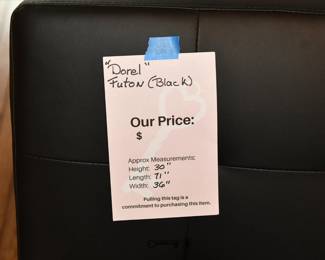 "Dorel"
Futon (Black)
Our Price:
$
Approx Measurements:
Height: 30"
Length: 71"
Width: 36"
Pulling this tag is a
commitment to purchasing this item.